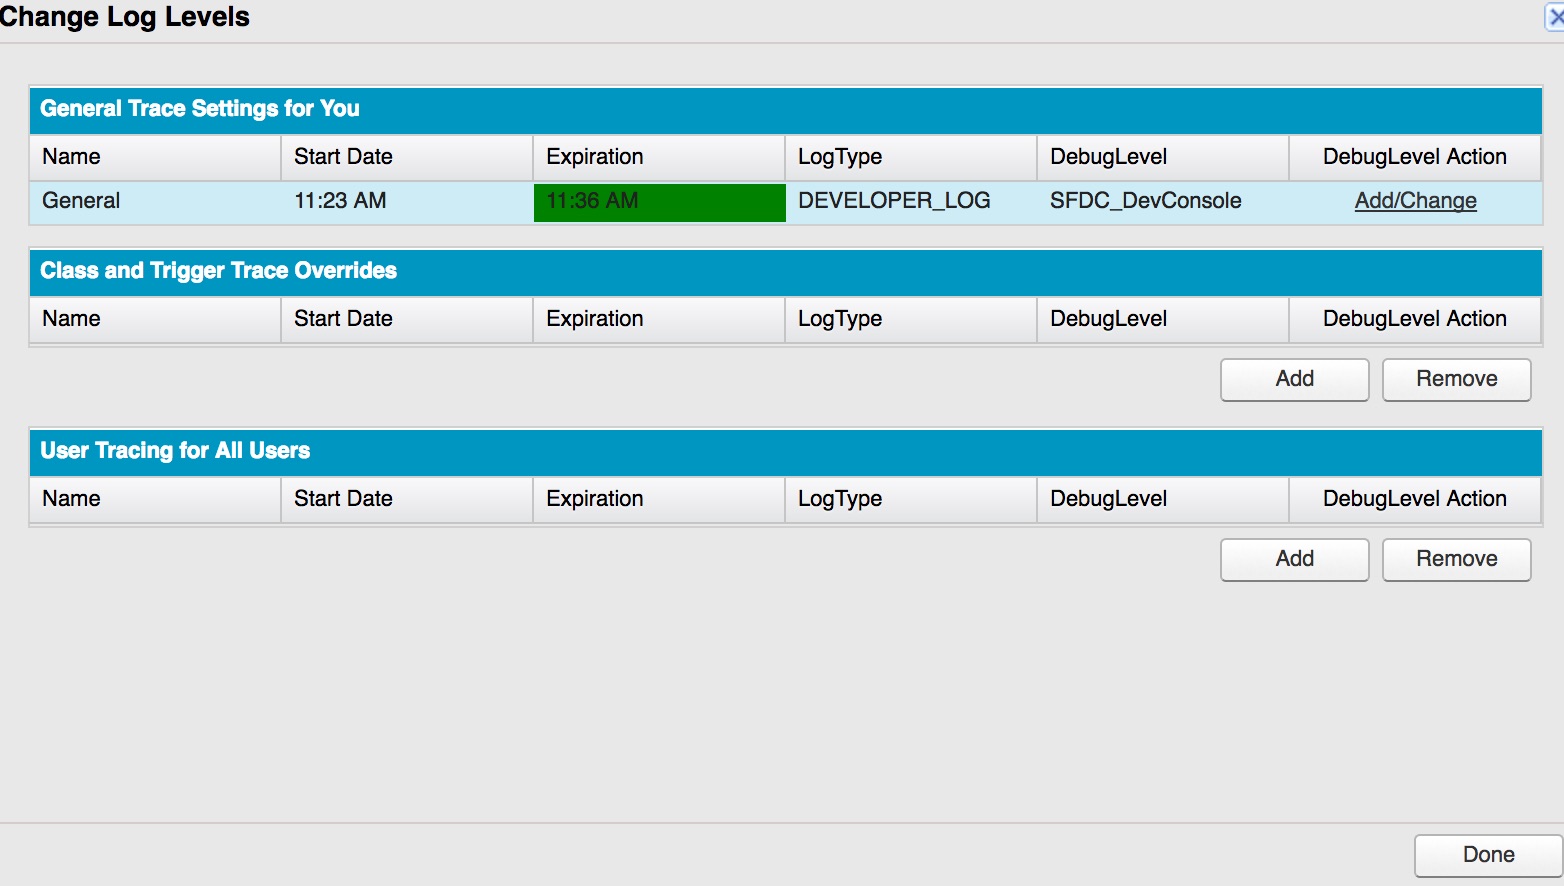 Change Log Levels
General Trace Settings for You
Name Start Date Expiration LogType DebugLevel DebugLevel Action
General 11:23 AM 11:36 AM DEVELOPER_LOG SFDC_DevConsole Add/Change
Class and Trigger Trace Overrides
Name Start Date Expiration LogType DebugLevel DebugLevel Action
Add Remove
User Tracing for All Users
Name Start Date Expiration LogType DebugLevel DebugLevel Action
Add Remove
Done